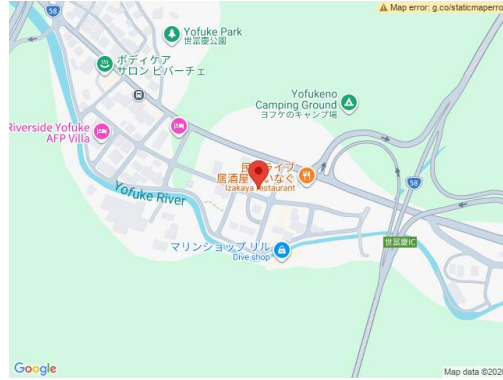 58
⚠ Map error: g.co/staticmaperro
Yofuke Park
世冨慶公園
ボディケア
サロン ビバーチェ
Yofukeno
Camping Ground
ヨフケのキャンプ場
Riverside Yofuke
AFP Villa
居酒屋
いなぐ
Izakaya restaurant
58
Yofuke River
世冨慶IC
マリンショップ リル
Dive shop
Google
Map data ©202